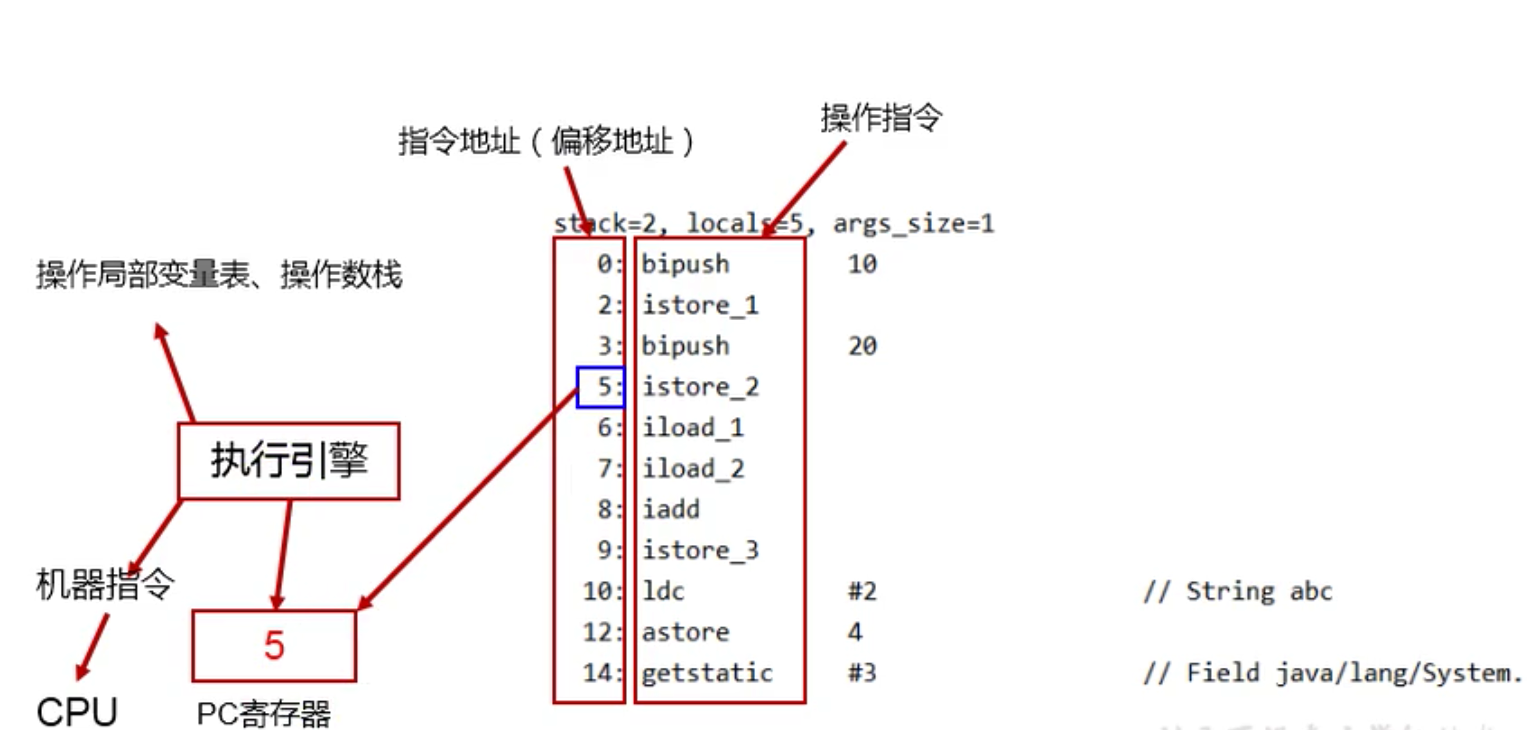 操作指令
指令地址（偏移地址）
stack=2, locals=5, args_size=1
0: bipush 10
操作局部变量表、操作数栈
2: istore_1
3: bipush 20
5: istore_2
6: iload_1
执行引擎
7: iload_2
8: iadd
9: istore_3
机器指令
10: ldc #2 // String abc
12: astore 4
5
14: getstatic #3 // Field java/lang/System.
CPU
PC寄存器